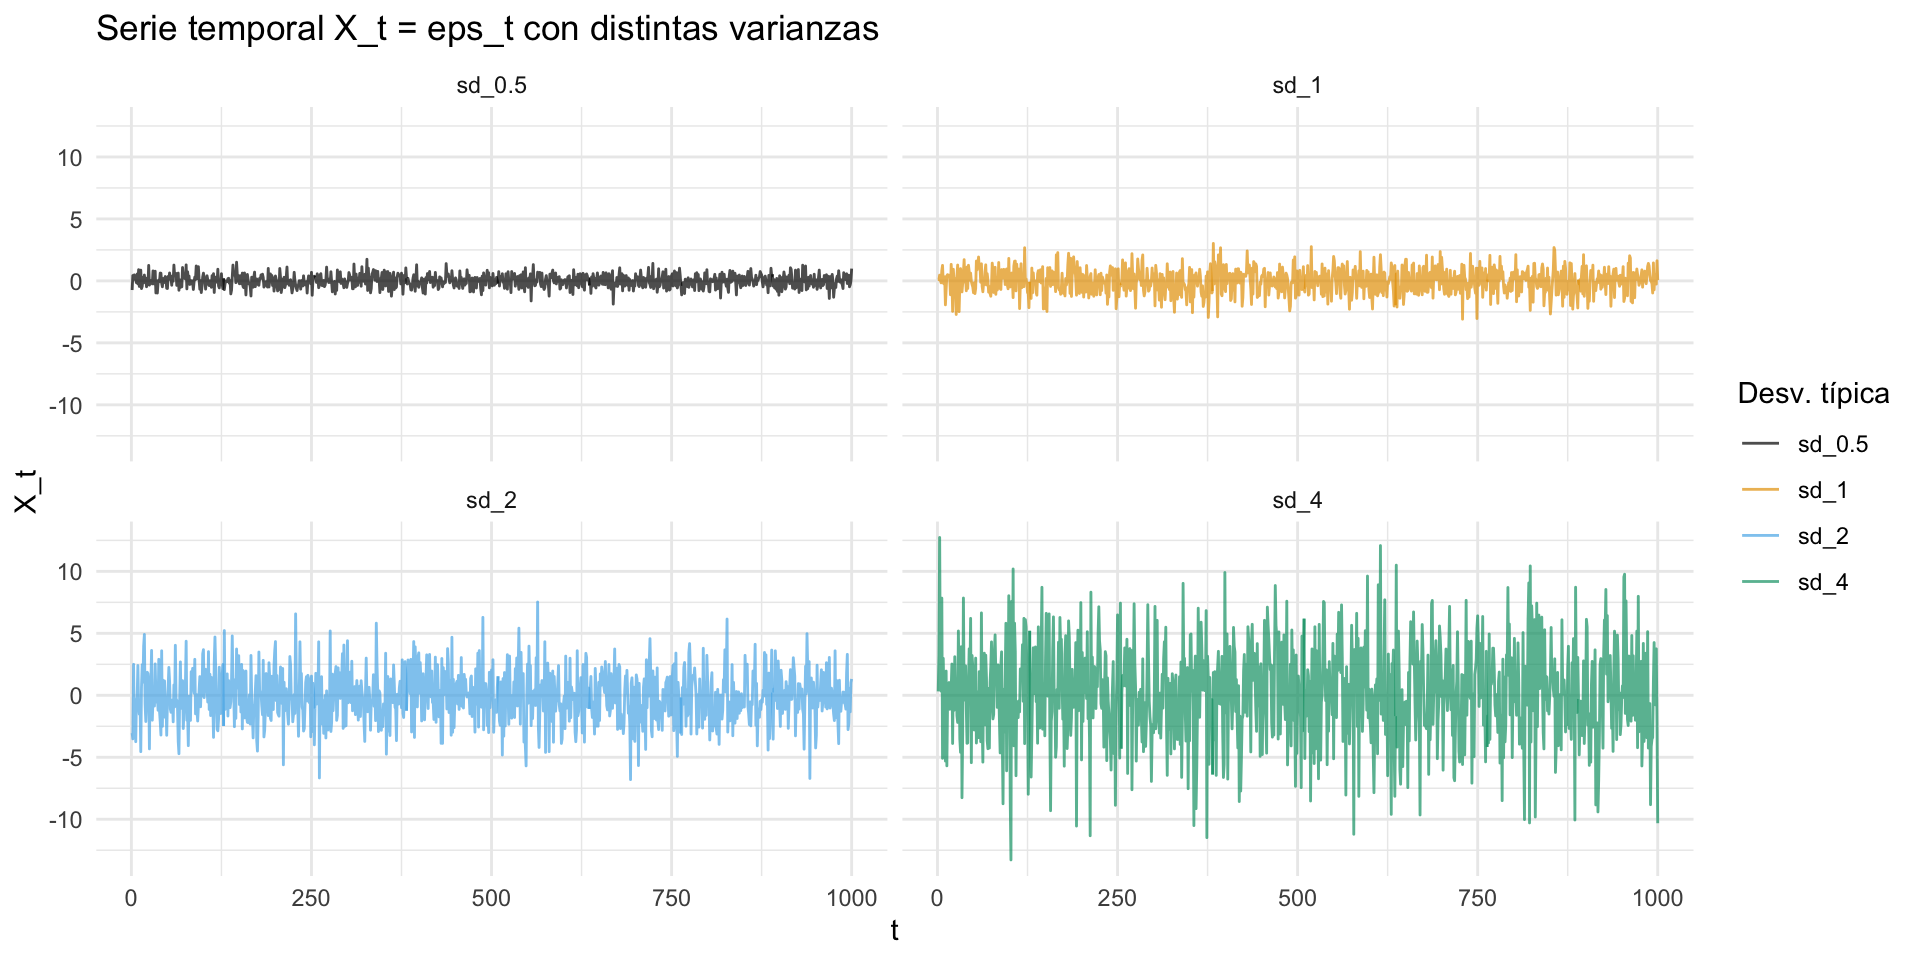 Serie temporal X_t = eps_t con distintas varianzas
sd_0.5
sd_1
10
5
0
-5
-10
X_t
sd_2
sd_4
10
5
0
-5
-10
0 250 500 750 1000
0 250 500 750 1000
t
Desv. típica
sd_0.5
sd_1
sd_2
sd_4